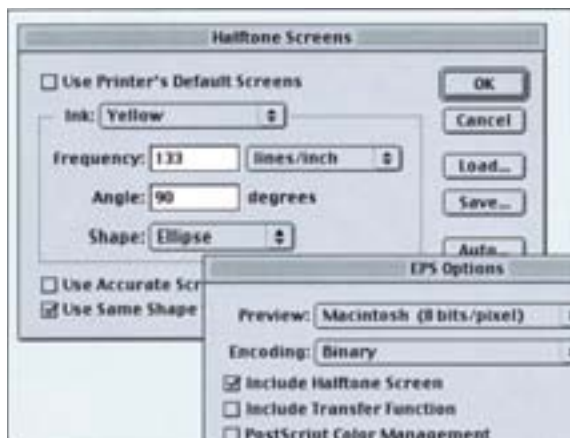 Halftone Screens
Use Printer's Default Screens
OK
Ink: Yellow
Cancel
Frequency: 133 lines/inch
Load...
Angle: 90 degrees
Save...
Shape: Ellipse
Auto...
EPS Options
Use Accurate Scr
Use Same Shape
Preview: Macintosh (8 bits/pixel)
Encoding: Binary
Include Halftone Screen
Include Transfer Function
PostScript Color Management